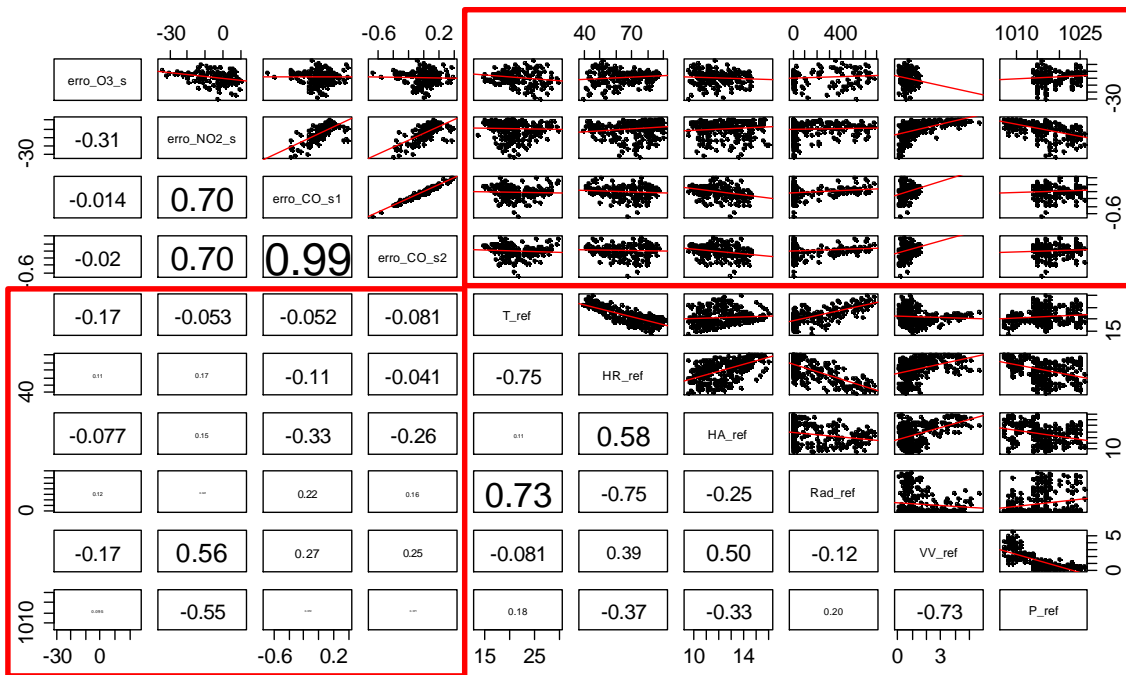 -30 0 -0.6 0.2 40 70 0 400 1010 1025
erro_O3_s -30
-30 -0.31 erro_NO2_s
-0.014 0.70 erro_CO_s1 -0.6
-0.6 -0.02 0.70 0.99 erro_CO_s2
-0.17 -0.053 -0.052 -0.081 T_ref 15
40 0.11 0.17 -0.11 -0.041 -0.75 HR_ref
-0.077 0.15 -0.33 -0.26 0.11 0.58 HA_ref 10
0 0.12 0.22 0.16 0.73 -0.75 -0.25 Rad_ref
-0.17 0.56 0.27 0.25 -0.081 0.39 0.50 -0.12 VV_ref 0 5
1010 -0.55 0.18 -0.37 -0.33 0.20 -0.73 P_ref
-30 0 -0.6 0.2 15 25 10 14 0 3